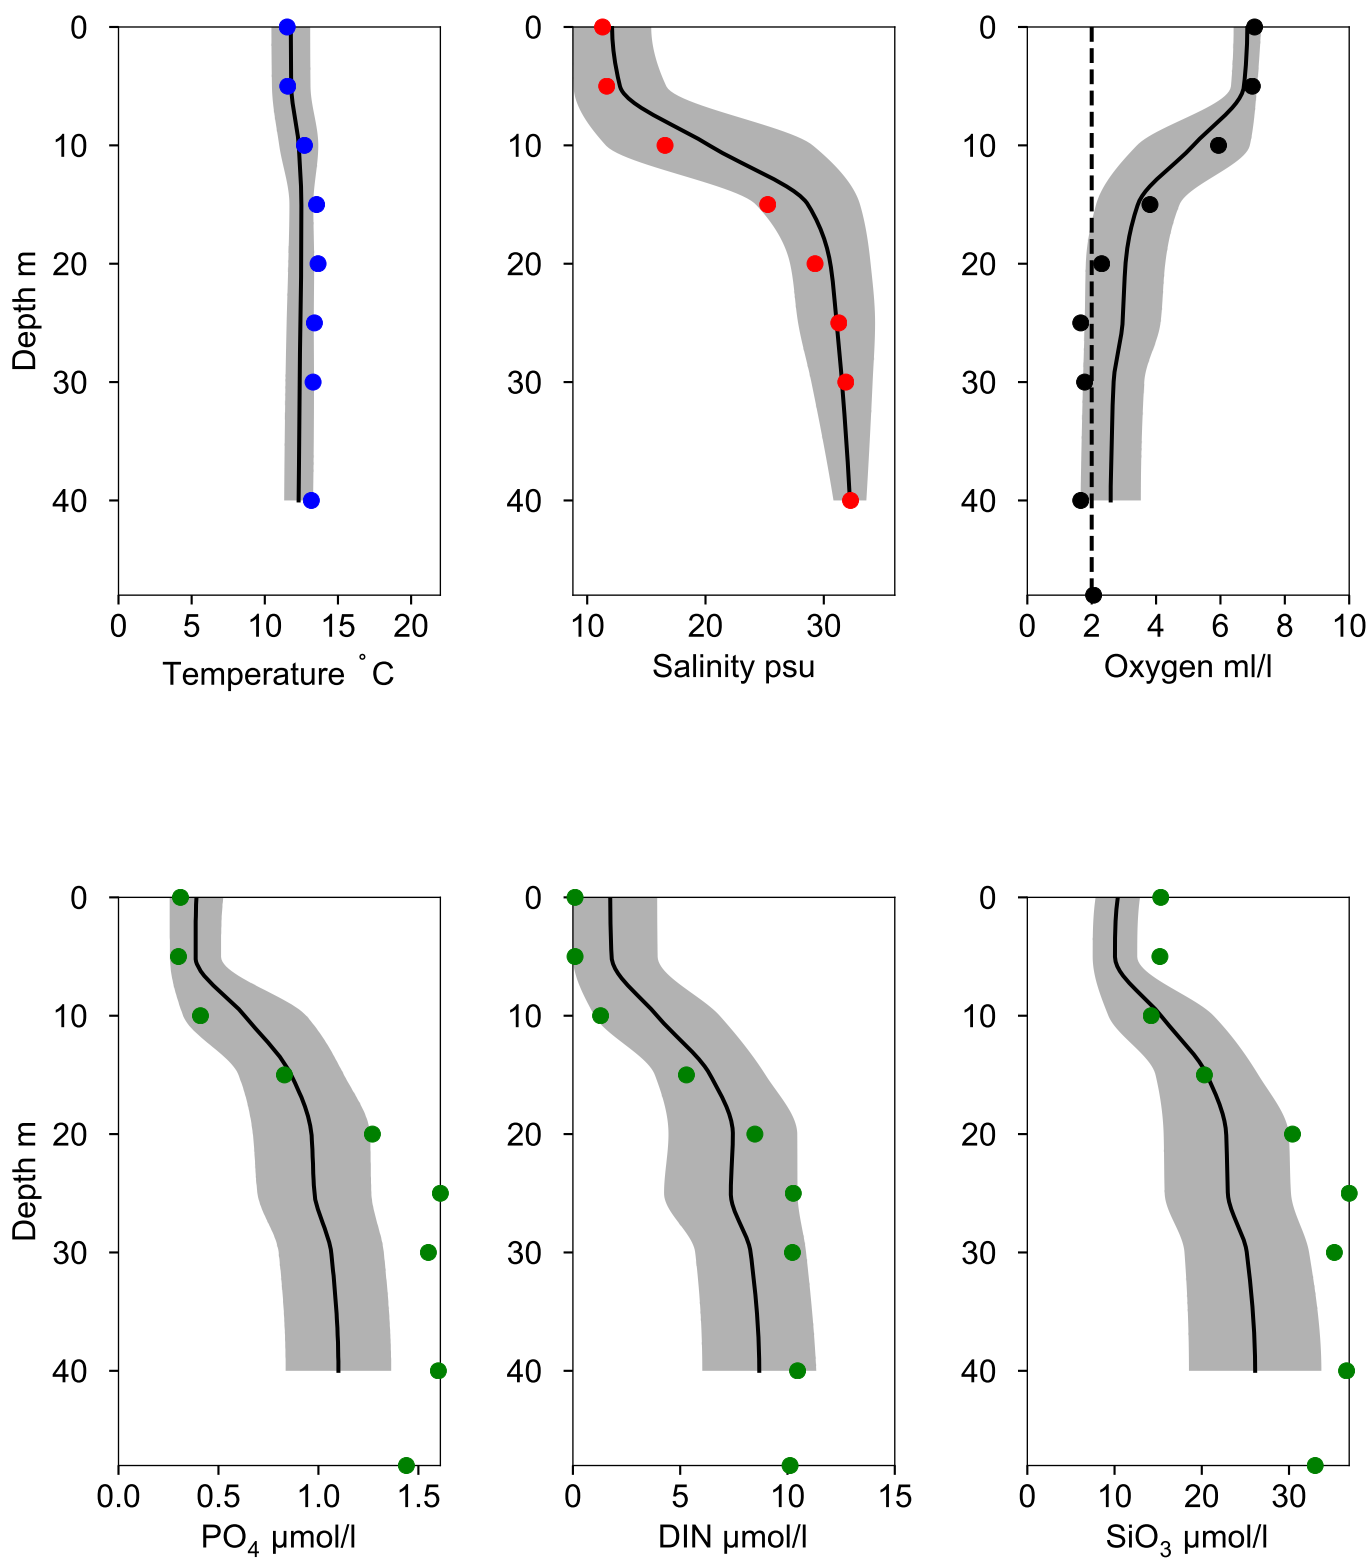 0
10
20
30
40
Depth m
0 5 10 15 20
Temperature ° C
0
10
20
30
40
10 20 30
Salinity psu
0
10
20
30
40
0 2 4 6 8 10
Oxygen ml/l
0
10
20
30
40
Depth m
0.0 0.5 1.0 1.5
PO₄ µmol/l
0
10
20
30
40
0 5 10 15
DIN µmol/l
0
10
20
30
40
0 10 20 30
SiO₃ µmol/l